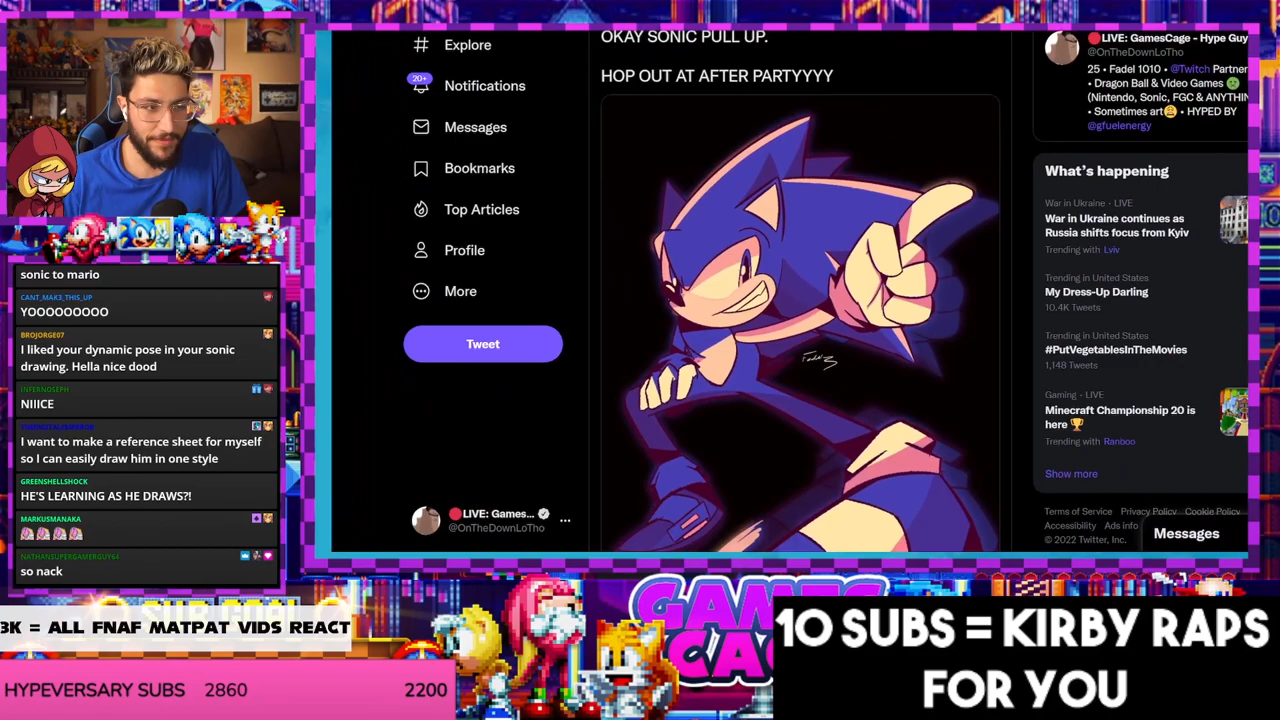 sonic to mario
CANT_MAK3_THIS_UP
YOOOOOOOOO
BROJORGE07
I liked your dynamic pose in your sonic
drawing. Hella nice dood
INFERNOSEPH
NIIICE
I want to make a reference sheet for myself
so I can easily draw him in one style
GREENSHELLSHOCK
HE'S LEARNING AS HE DRAWS?!
MARKUSMANAKA
NATHANSUPERGAMERGUY64
so nack
3K = ALL FNAF MATPAT VIDS REACT
HYPEVERSARY SUBS 2860 2200
Explore
20+
Notifications
Messages
Bookmarks
Top Articles
Profile
More
Tweet
LIVE: Games...
@OnTheDownLoTho
OKAY SONIC PULL UP.
HOP OUT AT AFTER PARTYYYY
LIVE: GamesCage - Hype Guy
@OnTheDownLoTho
25 • Fadel 1010 • @Twitch Partner
• Dragon Ball & Video Games
(Nintendo, Sonic, FGC & ANYTHIN
• Sometimes art • HYPED BY
@gfuelenergy
What's happening
War in Ukraine • LIVE
War in Ukraine continues as
Russia shifts focus from Kyiv
Trending with Lviv
Trending in United States
My Dress-Up Darling
10.4K Tweets
Trending in United States
#PutVegetablesInTheMovies
1,148 Tweets
Gaming • LIVE
Minecraft Championship 20 is
here
Trending with Ranboo
Show more
Terms of Service Privacy Policy Cookie Policy
Accessibility Ads info
© 2022 Twitter, Inc.
Messages
10 SUBS = KIRBY RAPS
FOR YOU